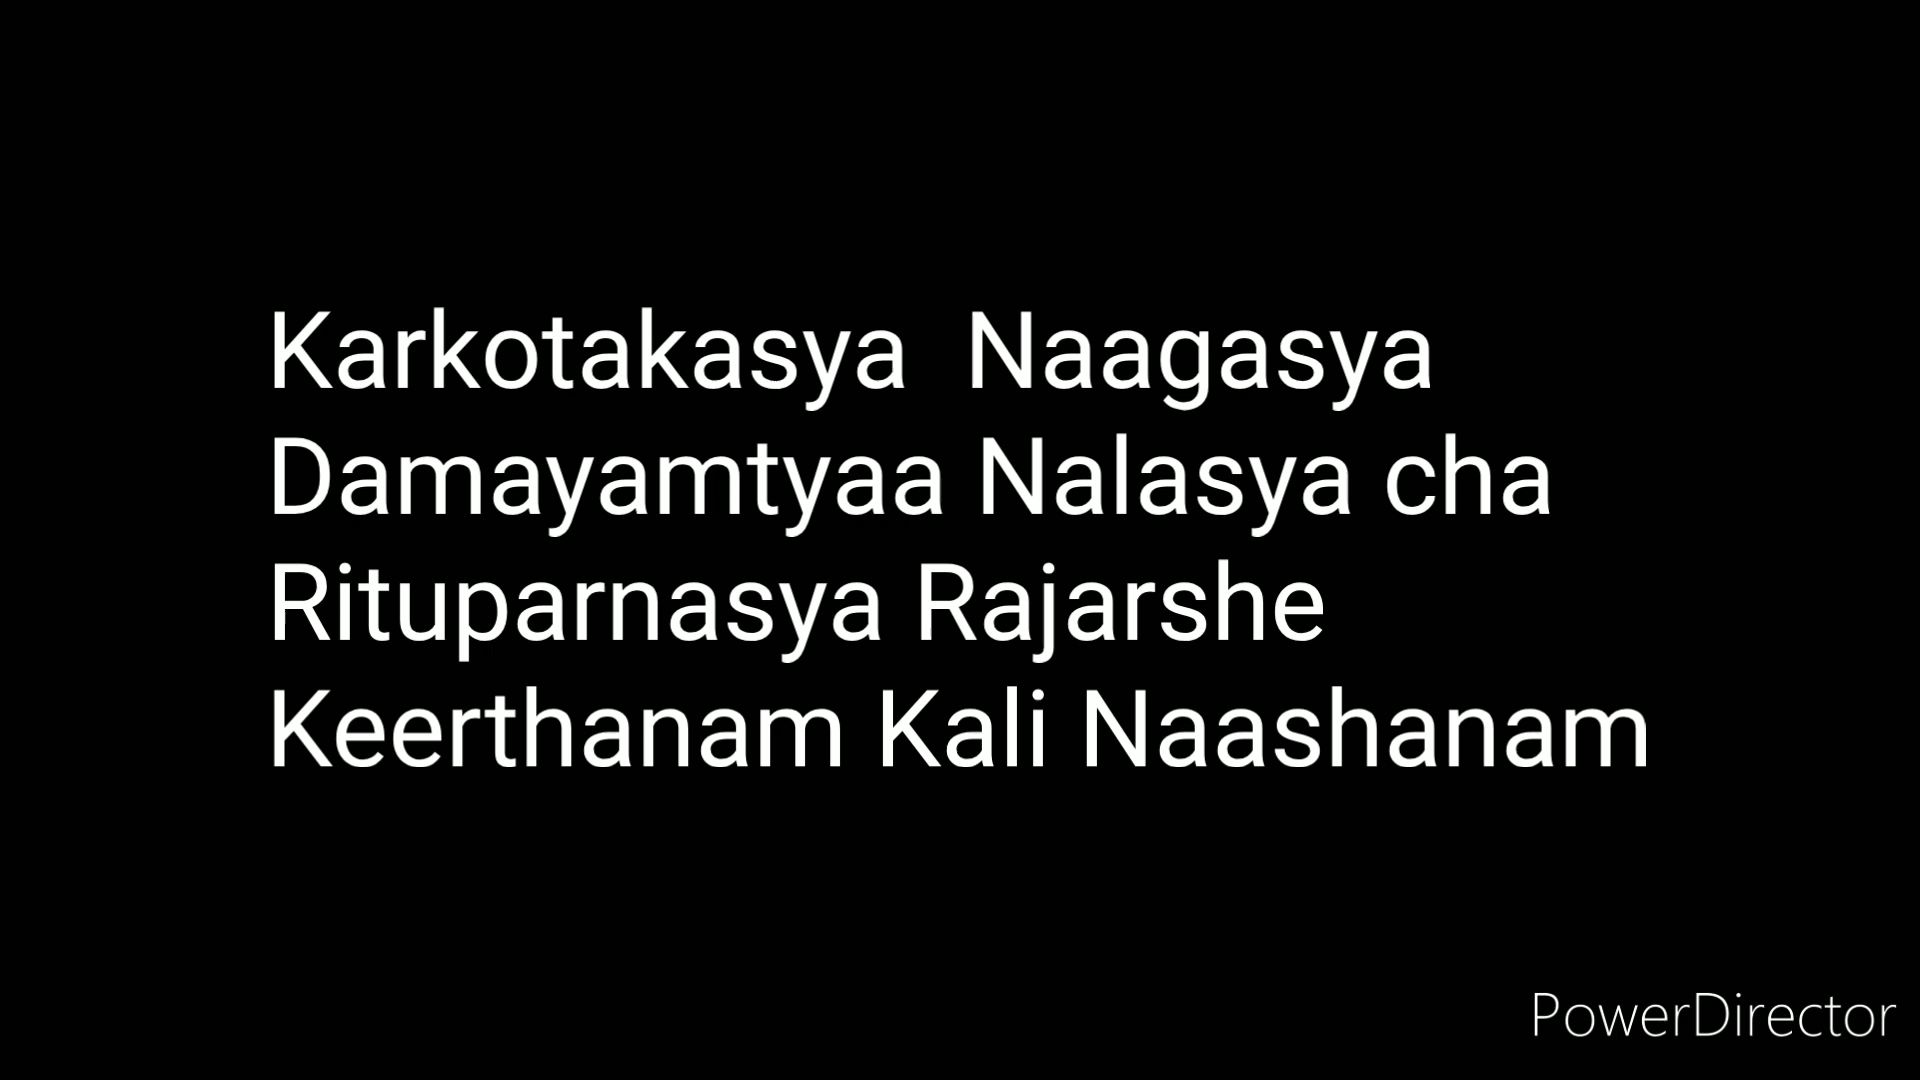 Karkotakasya  Naagasya
Damayamtyaa Nalasya cha
Rituparnasya Rajarshe
Keerthanam Kali Naashanam
PowerDirector